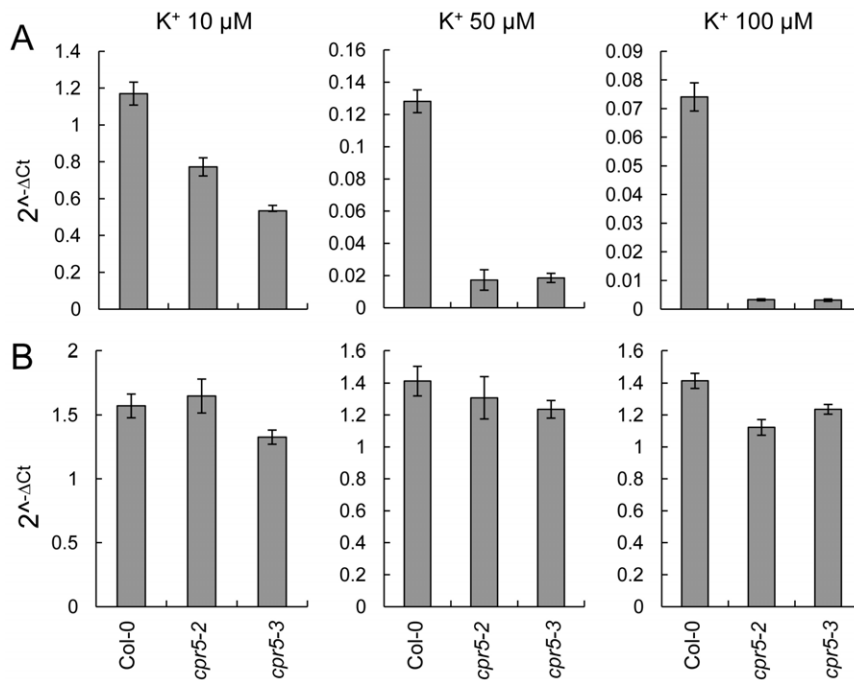 K⁺ 10 µM K⁺ 50 µM K⁺ 100 µM
A
2^-ΔCt
1.4 0.16 0.09
1.2 0.14 0.08
1 0.12 0.07
0.8 0.1 0.06
0.6 0.08 0.05
0.4 0.06 0.04
0.2 0.04 0.03
0 0.02 0.02
0 0.01
0
B
2^-ΔCt
2 1.6 1.6
1.5 1.4 1.4
1 1.2 1.2
0.5 1 1
0 0.8 0.8
0.6 0.6
0.4 0.4
0.2 0.2
0 0
Col-0 cpr5-2 cpr5-3 Col-0 cpr5-2 cpr5-3 Col-0 cpr5-2 cpr5-3